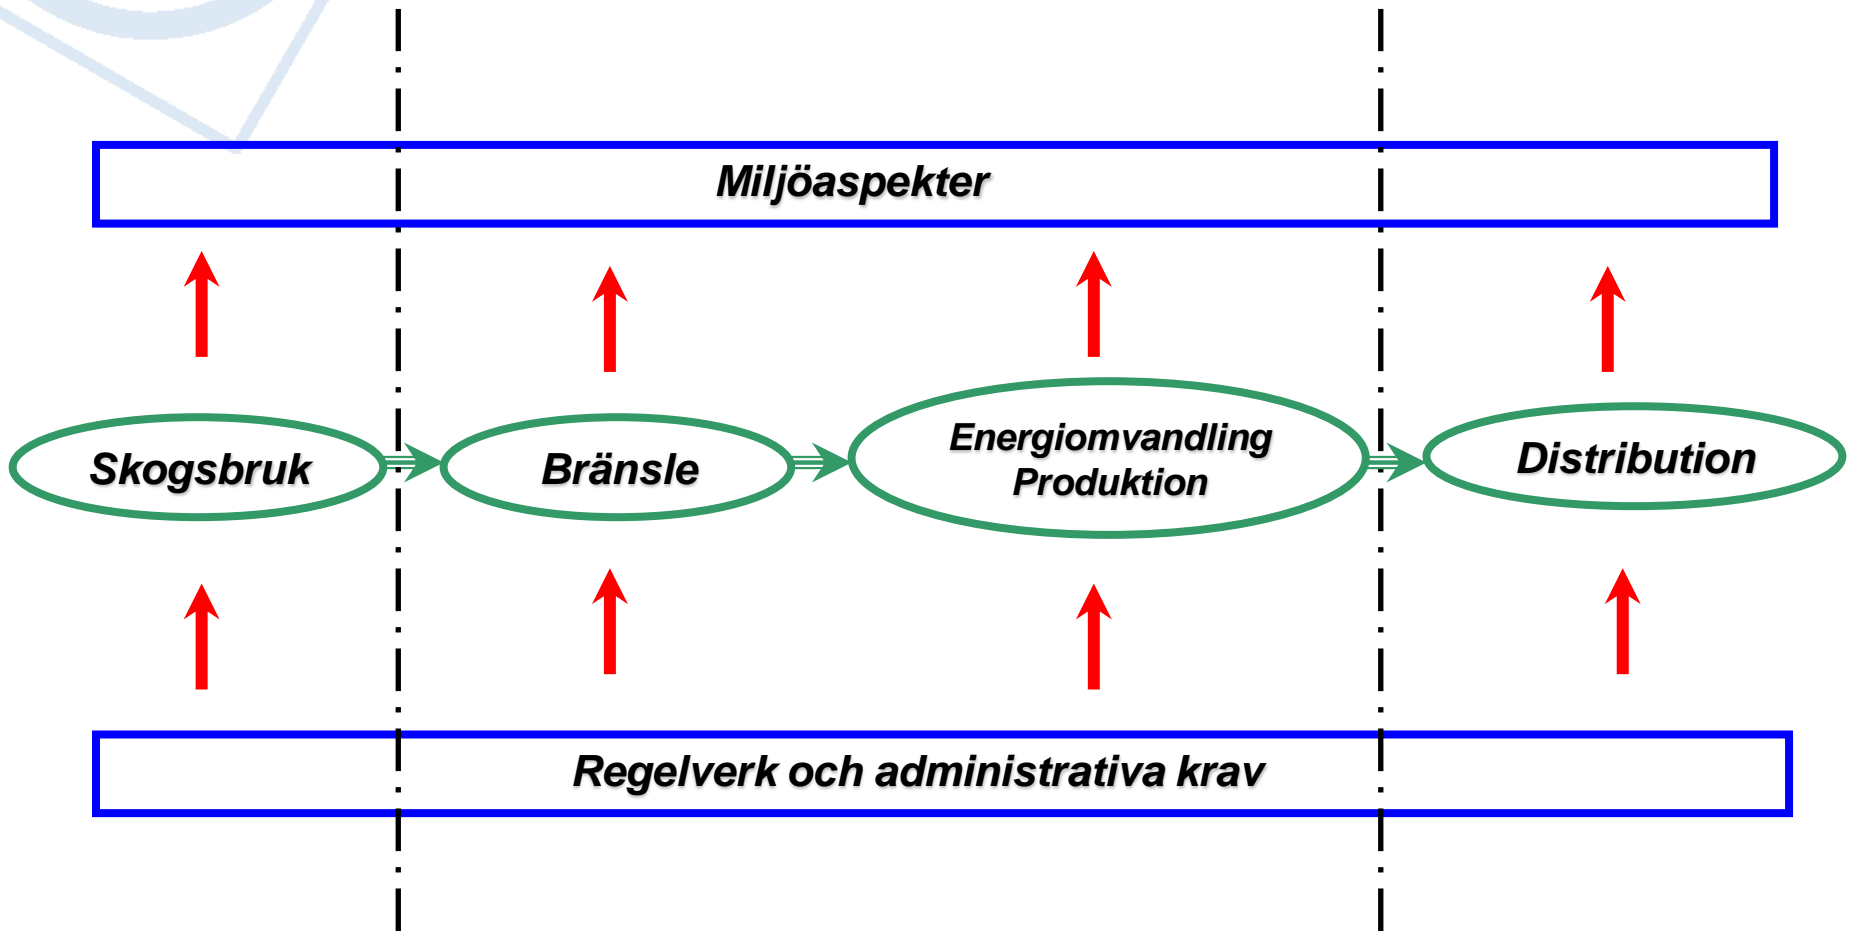 Miljöaspekter
Skogsbruk
Bränsle
Energiomvandling
Produktion
Distribution
Regelverk och administrativa krav